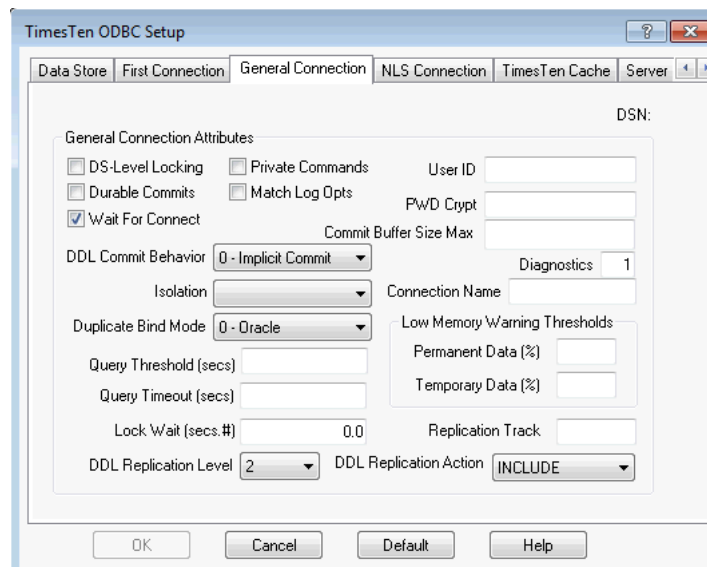 TimesTen ODBC Setup
Data Store First Connection General Connection NLS Connection TimesTen Cache Server
DSN:
General Connection Attributes
DS-Level Locking Private Commands User ID
Durable Commits Match Log Opts PWD Crypt
Wait For Connect
Commit Buffer Size Max
DDL Commit Behavior 0 - Implicit Commit
Diagnostics 1
Isolation Connection Name
Duplicate Bind Mode 0 - Oracle
Low Memory Warning Thresholds
Query Threshold (secs) Permanent Data (%)
Query Timeout (secs) Temporary Data (%)
Lock Wait (secs.#) 0.0 Replication Track
DDL Replication Level 2 DDL Replication Action INCLUDE
OK Cancel Default Help